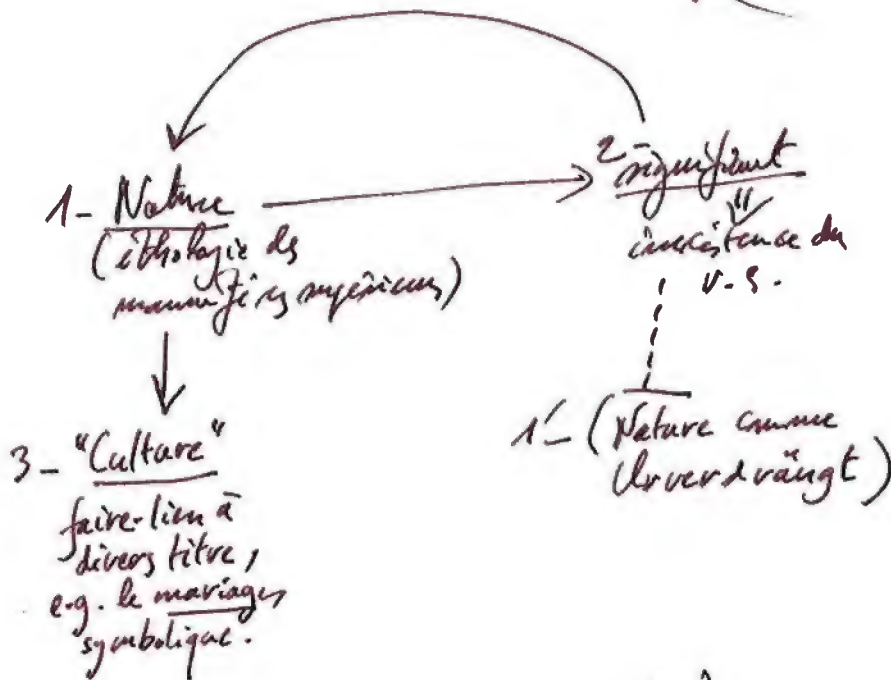 1- Nature
(éthologie des
mammifères supérieurs)
2 signifiant
inexistence du
r.s.
3- "Culture"
faire-lien à
divers titre,
e.g. le mariage
symbolique.
1'- (Nature comme
Urverdrängt)